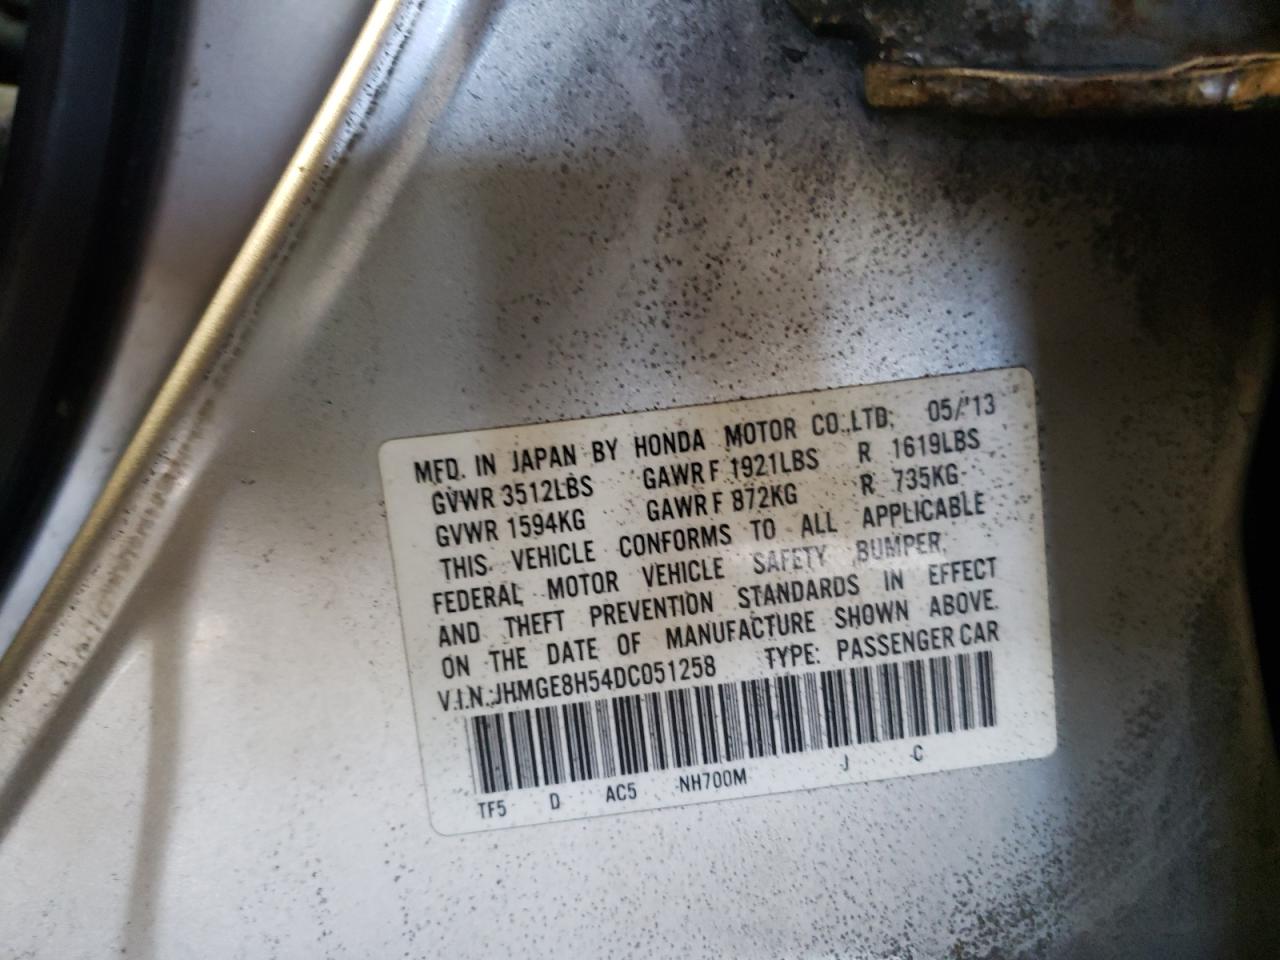 MFD. IN JAPAN BY HONDA MOTOR CO.,LTD. 05/'13
GVWR 3512LBS GAWR F 1921LBS R 1619LBS
GVWR 1594KG GAWR F 872KG R 735KG
THIS VEHICLE CONFORMS TO ALL APPLICABLE
FEDERAL MOTOR VEHICLE SAFETY BUMPER,
AND THEFT PREVENTION STANDARDS IN EFFECT
ON THE DATE OF MANUFACTURE SHOWN ABOVE.
V.I.N.:JHMGE8H54DC051258 TYPE: PASSENGER CAR
TF5 D AC5 NH700M J C